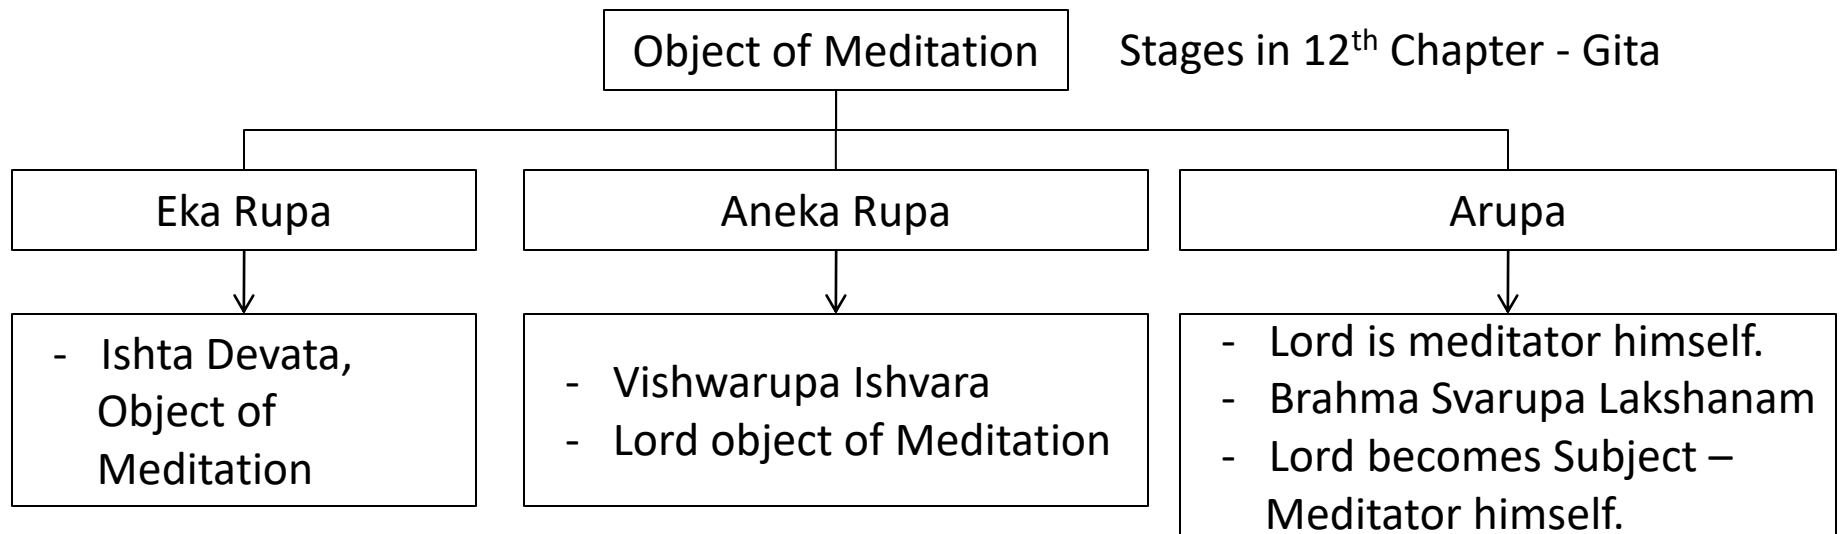 Object of Meditation
Stages in 12th Chapter - Gita
Eka Rupa
Aneka Rupa
Arupa
- Ishta Devata,
Object of
Meditation
- Vishwarupa Ishvara
- Lord object of Meditation
- Lord is meditator himself.
- Brahma Svarupa Lakshanam
- Lord becomes Subject –
Meditator himself.